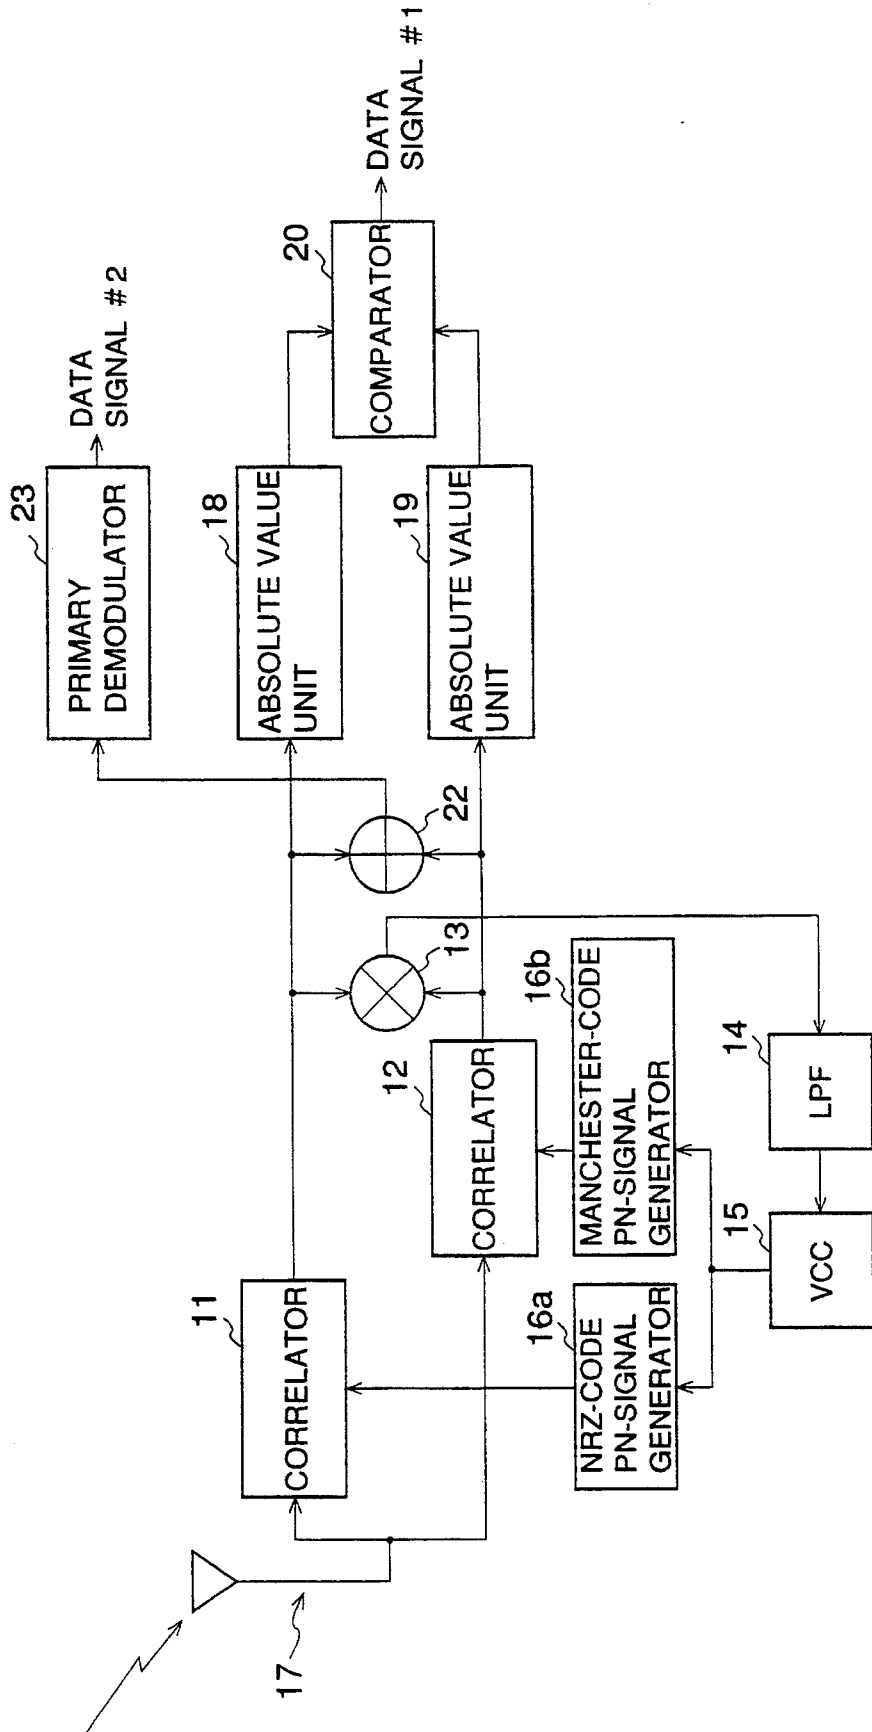 23
PRIMARY
DEMODULATOR
DATA
SIGNAL #2
18
ABSOLUTE VALUE
UNIT
20
COMPARATOR
DATA
SIGNAL #1
19
ABSOLUTE VALUE
UNIT
22
13
11
CORRELATOR
12
CORRELATOR
17
16a
NRZ-CODE
PN-SIGNAL
GENERATOR
16b
MANCHESTER-CODE
PN-SIGNAL
GENERATOR
15
VCC
14
LPF